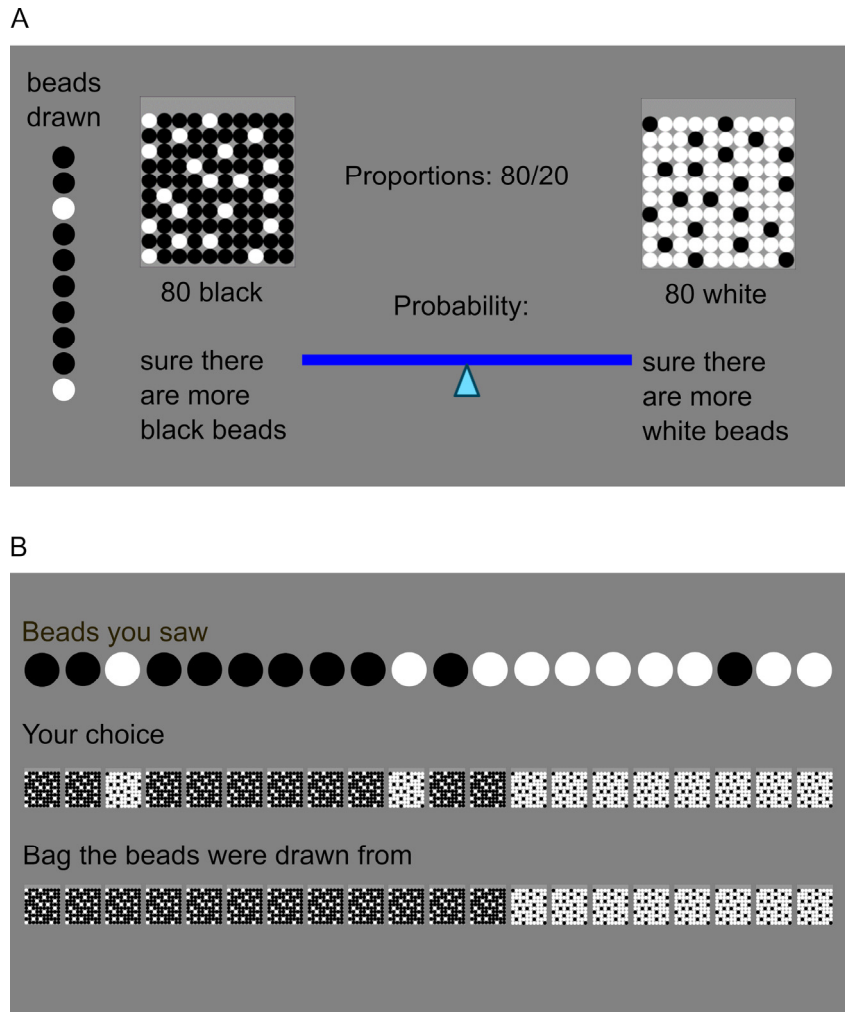 A
beads
drawn
Proportions: 80/20
80 black
80 white
Probability:
sure there
are more
black beads
sure there
are more
white beads
B
Beads you saw
Your choice
Bag the beads were drawn from